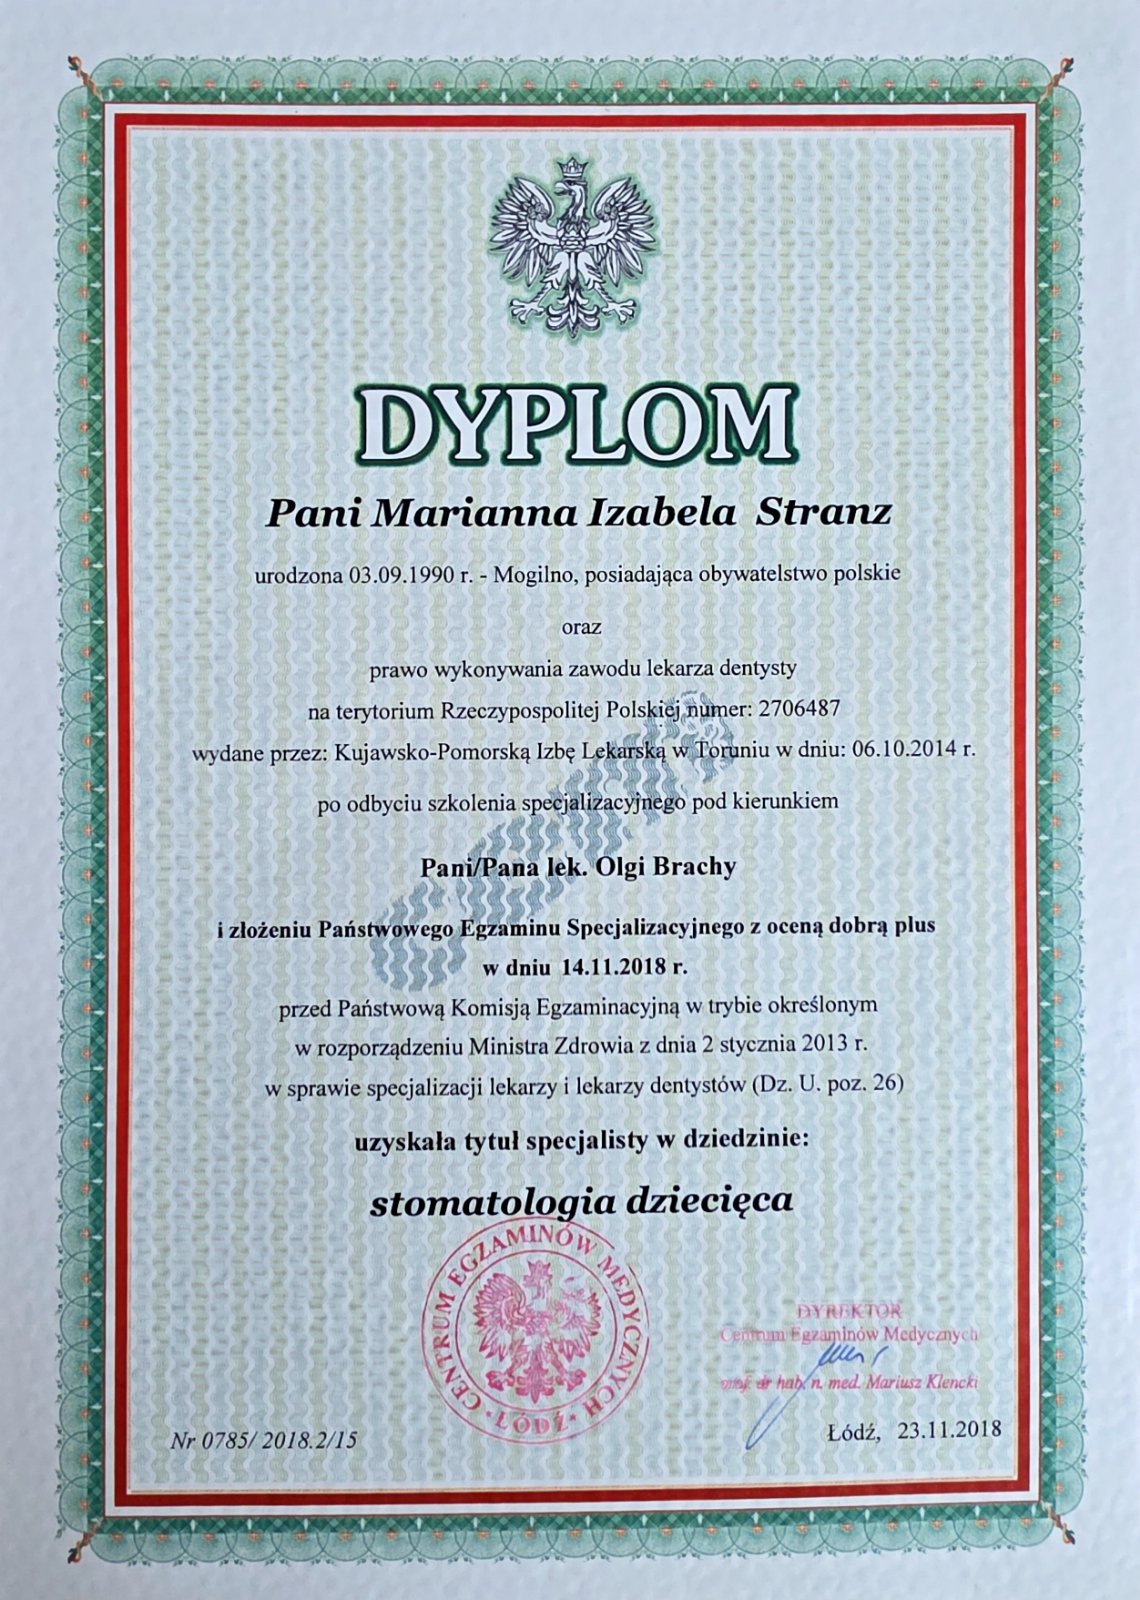 DYPLOM
Pani Marianna Izabela Stranz
urodzona 03.09.1990 r. - Mogilno, posiadająca obywatelstwo polskie
oraz
prawo wykonywania zawodu lekarza dentysty
na terytorium Rzeczypospolitej Polskiej numer: 2706487
wydane przez: Kujawsko-Pomorską Izbę Lekarską w Toruniu w dniu: 06.10.2014 r.
po odbyciu szkolenia specjalizacyjnego pod kierunkiem
Pani/Pana lek. Olgi Brachy
i złożeniu Państwowego Egzaminu Specjalizacyjnego z oceną dobrą plus
w dniu 14.11.2018 r.
przed Państwową Komisją Egzaminacyjną w trybie określonym
w rozporządzeniu Ministra Zdrowia z dnia 2 stycznia 2013 r.
w sprawie specjalizacji lekarzy i lekarzy dentystów (Dz. U. poz. 26)
uzyskała tytuł specjalisty w dziedzinie:
stomatologia dziecięca
CENTRUM EGZAMINÓW MEDYCZNYCH
• ŁÓDŹ •
DYREKTOR
Centrum Egzaminów Medycznych
prof. dr hab. n. med. Mariusz Klencki
Nr 0785/ 2018.2/15
Łódź, 23.11.2018